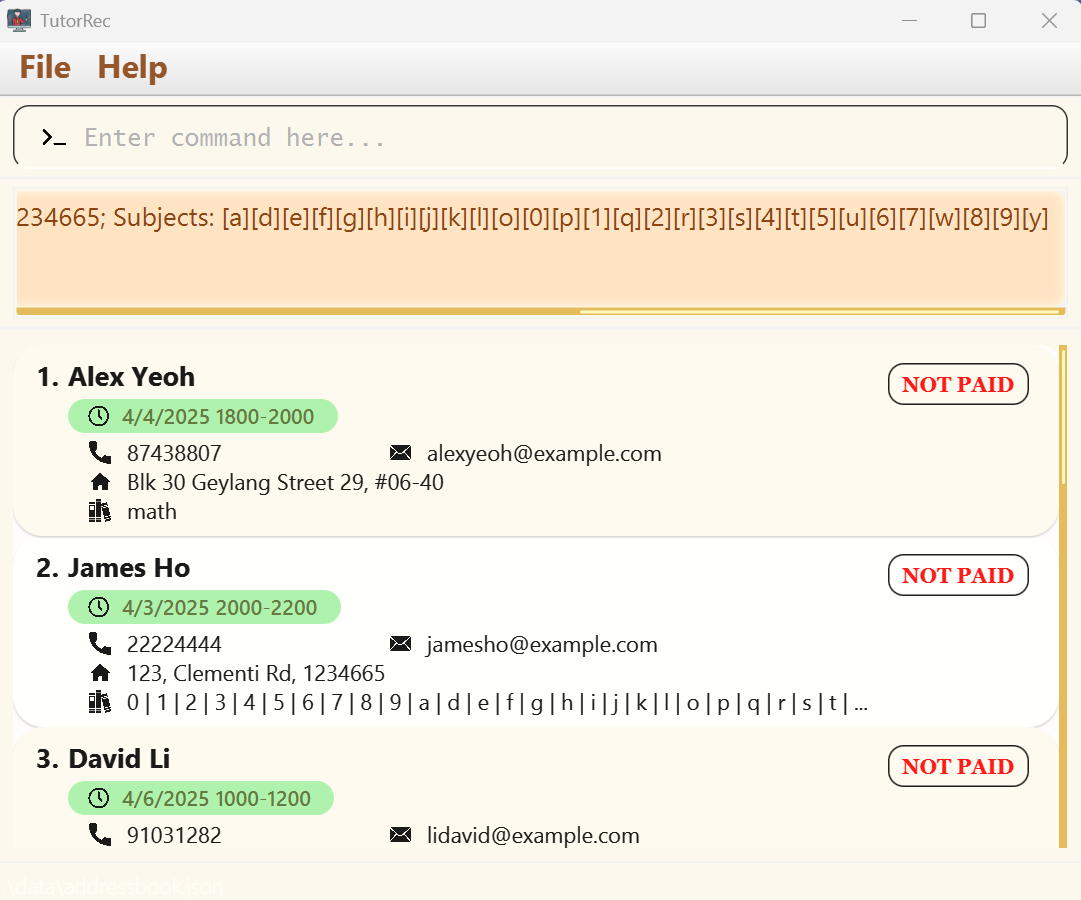 TutorRec
File Help
>_ Enter command here...
234665; Subjects: [a][d][e][f][g][h][i][j][k][l][o][0][p][1][q][2][r][3][s][4][t][5][u][6][7][w][8][9][y]
1. Alex Yeoh NOT PAID
4/4/2025 1800-2000
87438807 alexyeoh@example.com
Blk 30 Geylang Street 29, #06-40
math
2. James Ho NOT PAID
4/3/2025 2000-2200
22224444 jamesho@example.com
123, Clementi Rd, 1234665
0 | 1 | 2 | 3 | 4 | 5 | 6 | 7 | 8 | 9 | a | d | e | f | g | h | i | j | k | l | o | p | q | r | s | t | ...
3. David Li NOT PAID
4/6/2025 1000-1200
91031282 lidavid@example.com
.\data\addressbook.json